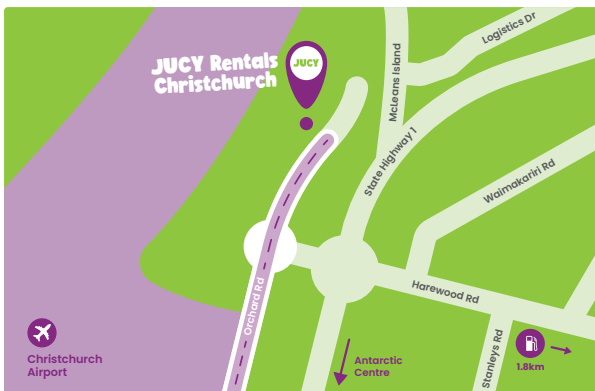 Logistics Dr
JUCY Rentals
Christchurch
JUCY
McLeans Island
State Highway 1
Waimakariri Rd
Orchard Rd
Harewood Rd
Stanleys Rd
1.8km
Antarctic
Centre
Christchurch
Airport